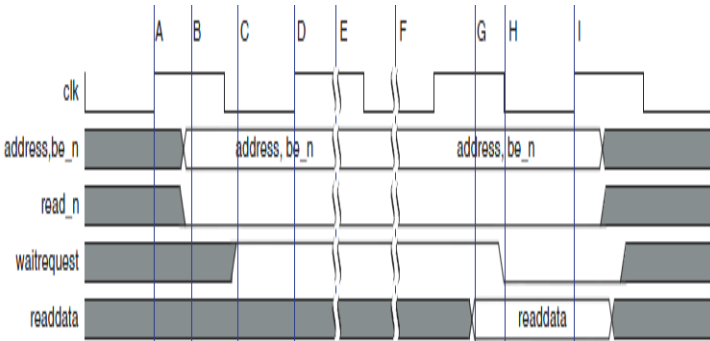 A B C D E F G H I
clk
address,be_n address, be_n address, be_n
read_n
waitrequest
readdata readdata